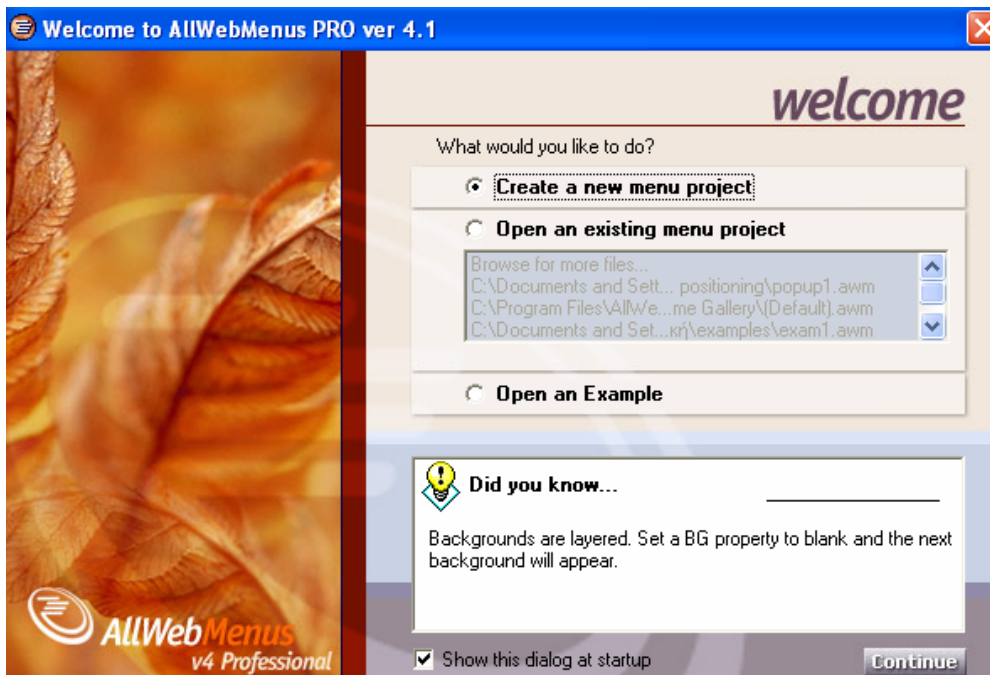 Welcome to AllWebMenus PRO ver 4.1
welcome
What would you like to do?
Create a new menu project
Open an existing menu project
Browse for more files...
C:\Documents and Sett... positioning\popup1.awm
C:\Program Files\AllWe...me Gallery\(Default).awm
C:\Documents and Set...κή\examples\exam1.awm
Open an Example
Did you know...
Backgrounds are layered. Set a BG property to blank and the next
background will appear.
AllWebMenus
v4 Professional
Show this dialog at startup
Continue